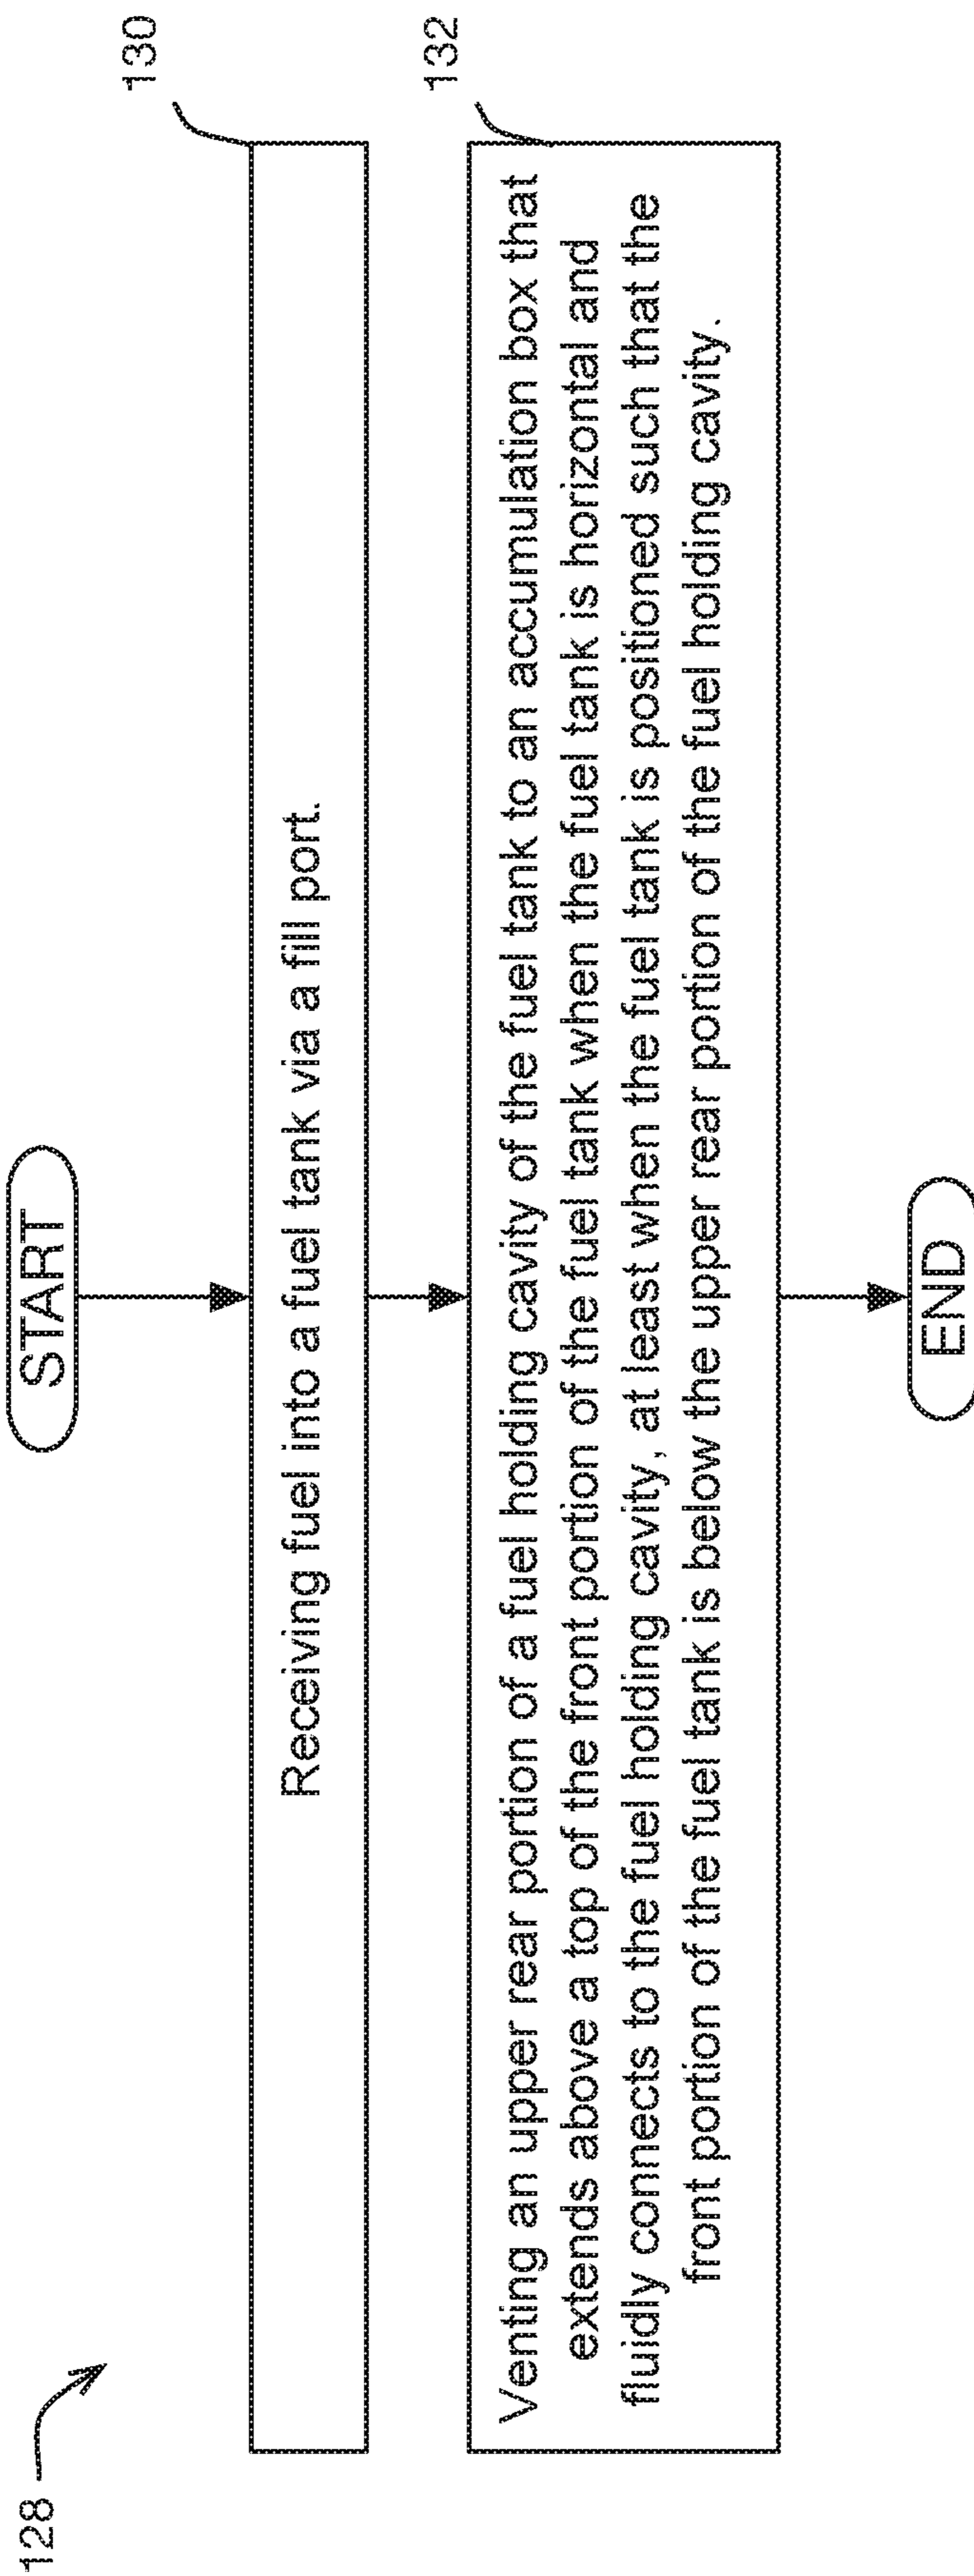 128
START
130
Receiving fuel into a fuel tank via a fill port.
132
Venting an upper rear portion of a fuel holding cavity of the fuel tank to an accumulation box that
extends above a top of the front portion of the fuel tank when the fuel tank is horizontal and
fluidly connects to the fuel holding cavity, at least when the fuel tank is positioned such that the
front portion of the fuel tank is below the upper rear portion of the fuel holding cavity.
END